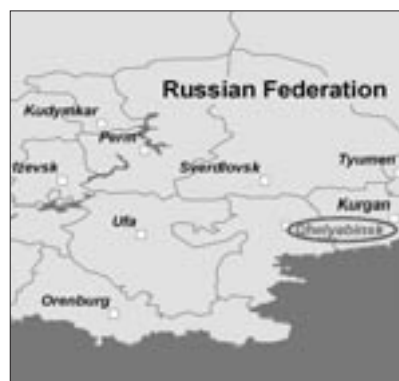 Russian Federation
Kudymkar
Perm
Izevsk
Sverdlovsk
Tyumen
Kurgan
Chelyabinsk
Ufa
Orenburg